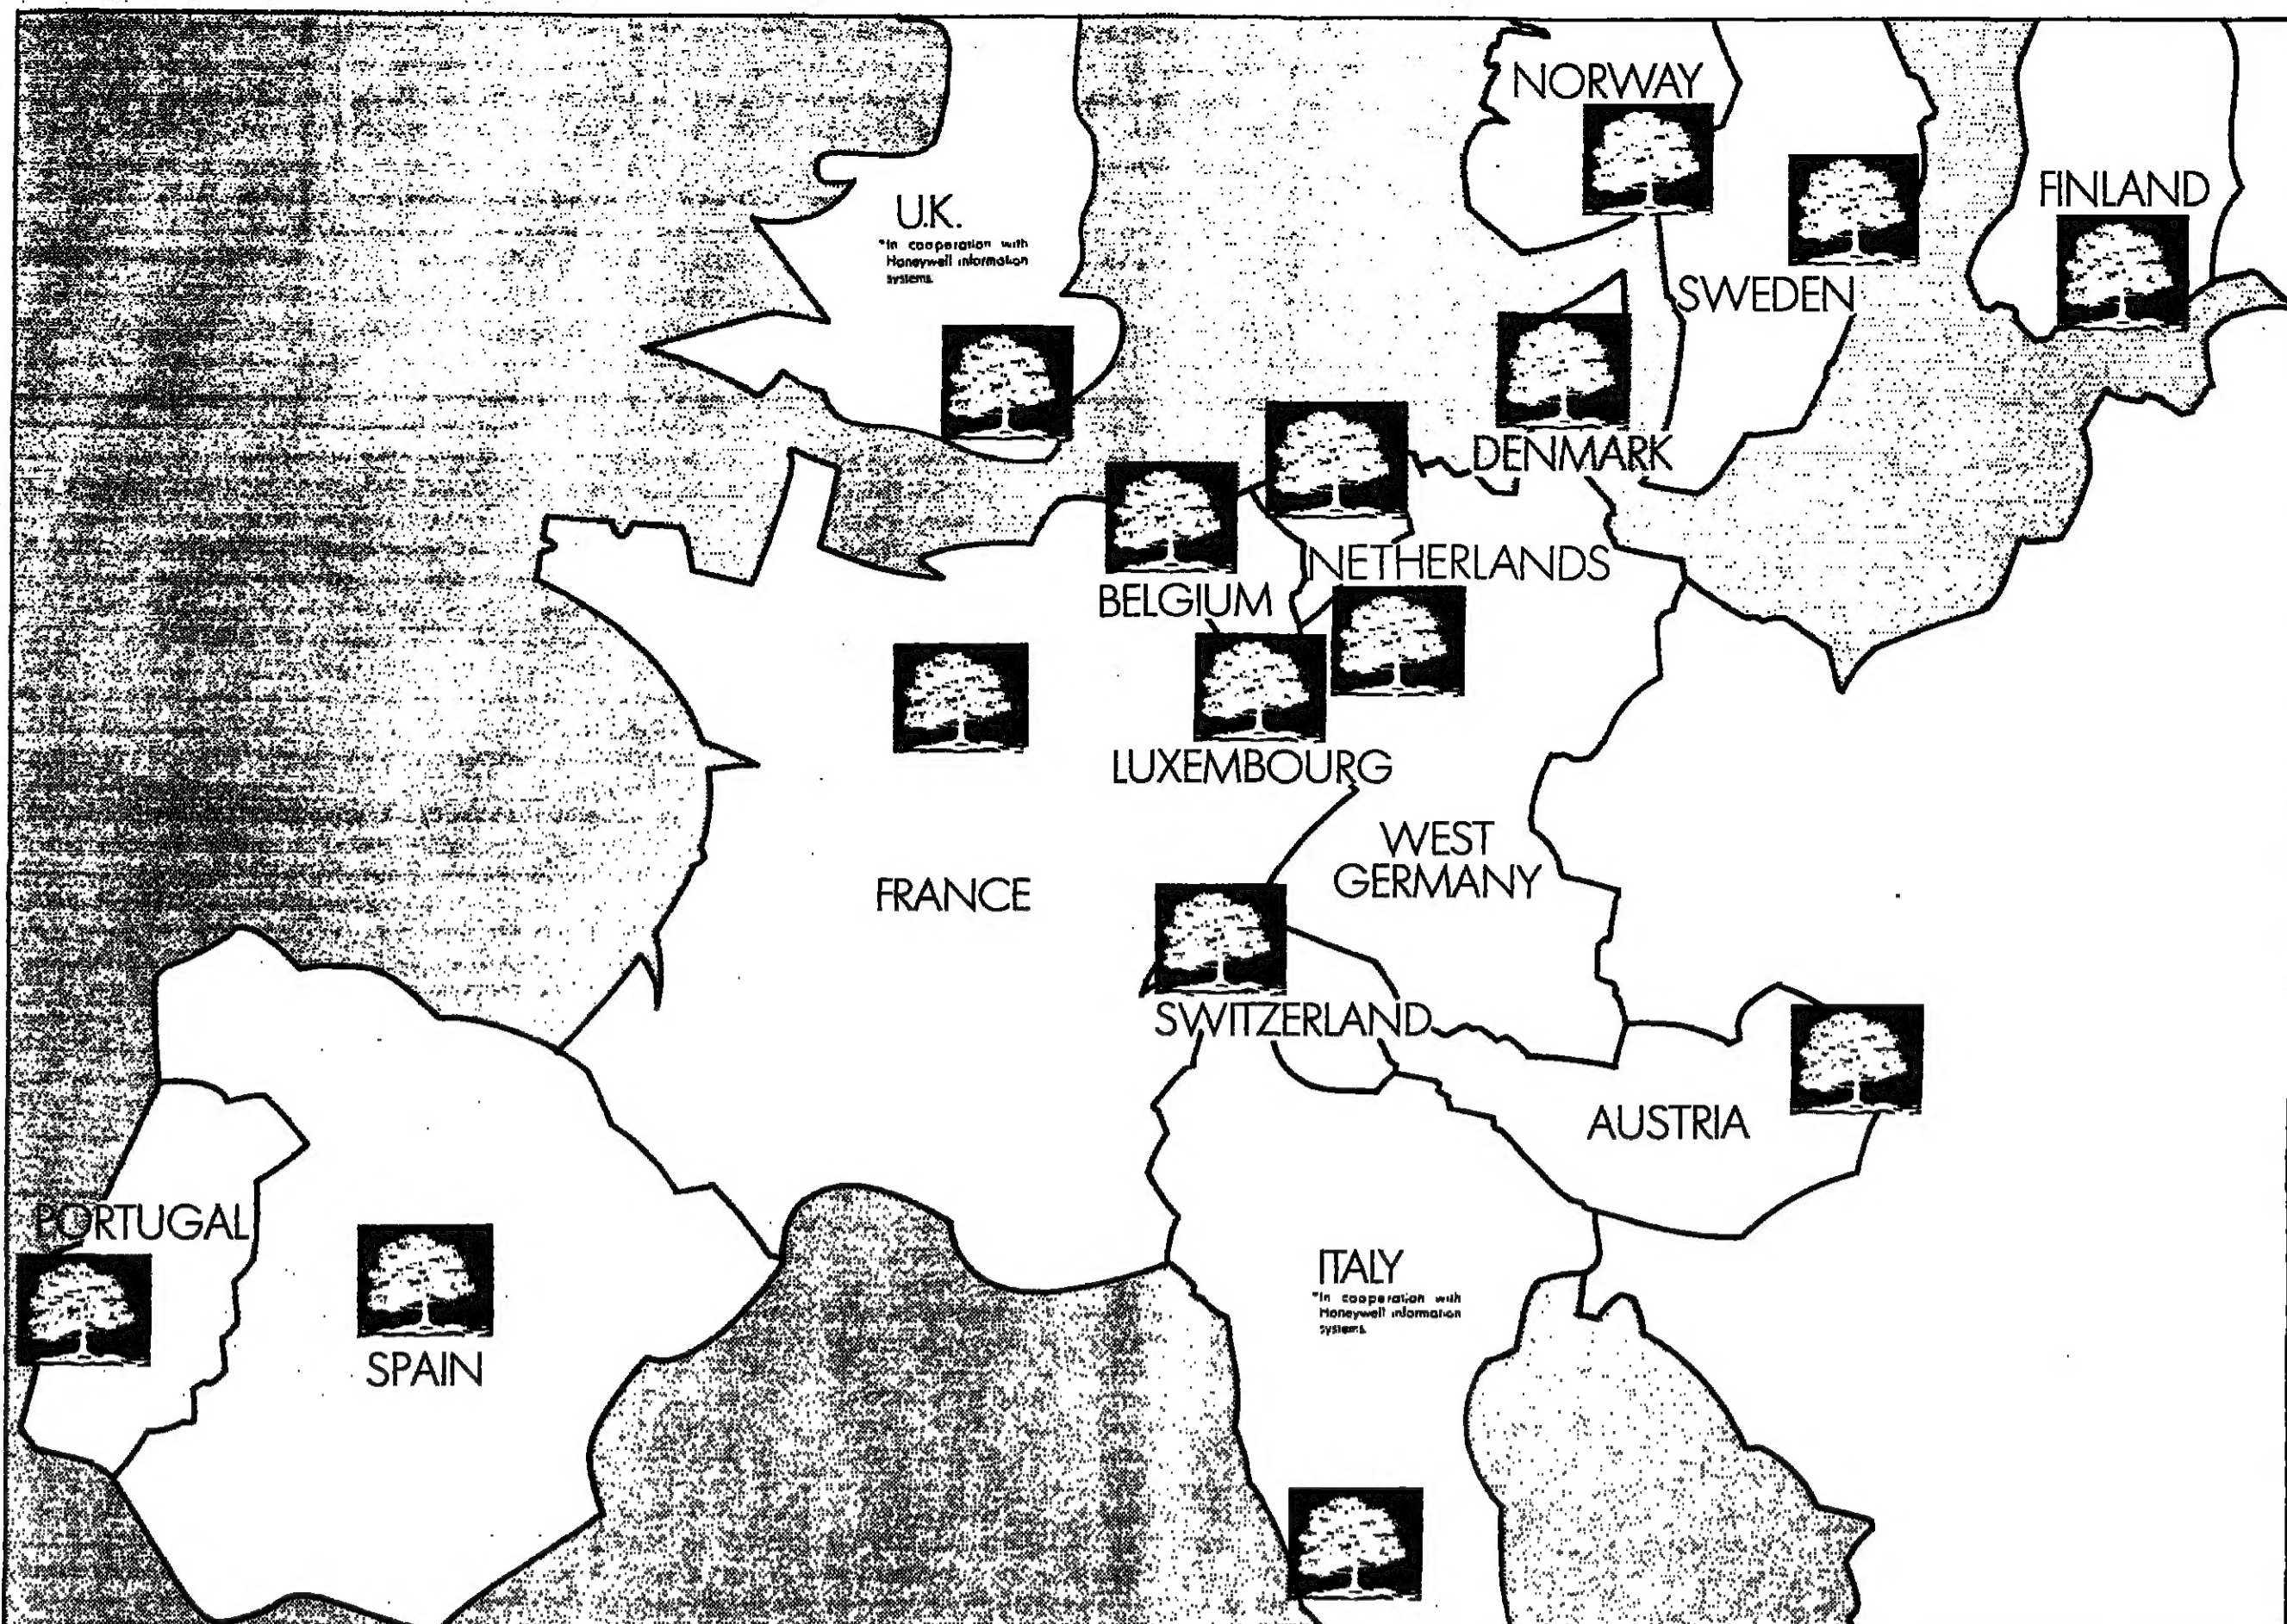 NORWAY
FINLAND
U.K.
*In cooperation with
Honeywell information
systems.
SWEDEN
DENMARK
NETHERLANDS
BELGIUM
LUXEMBOURG
WEST
GERMANY
FRANCE
SWITZERLAND
AUSTRIA
PORTUGAL
ITALY
*In cooperation with
Honeywell information
systems.
SPAIN